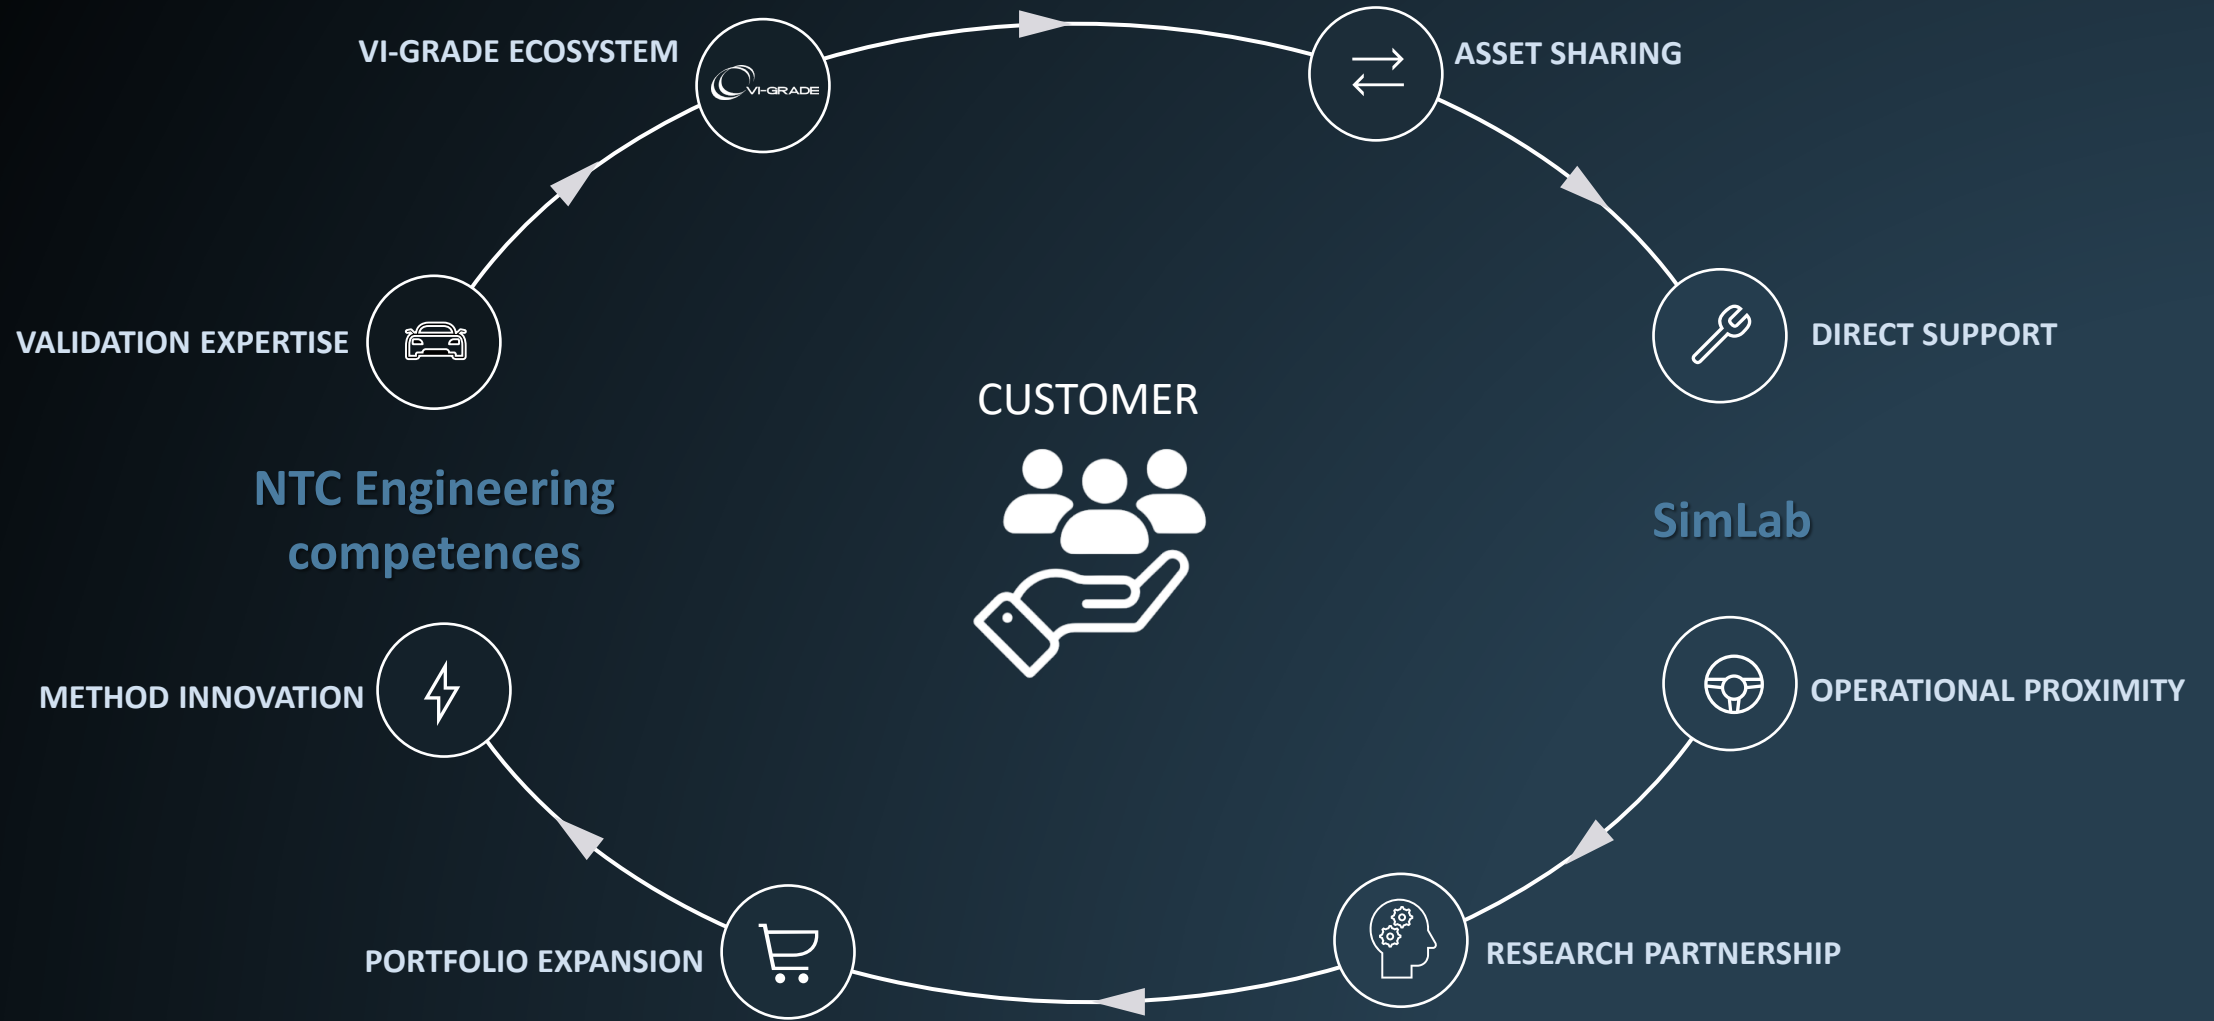 VI-GRADE ECOSYSTEM
VI-GRADE
ASSET SHARING
VALIDATION EXPERTISE
DIRECT SUPPORT
CUSTOMER
NTC Engineering
competences
SimLab
METHOD INNOVATION
OPERATIONAL PROXIMITY
PORTFOLIO EXPANSION
RESEARCH PARTNERSHIP